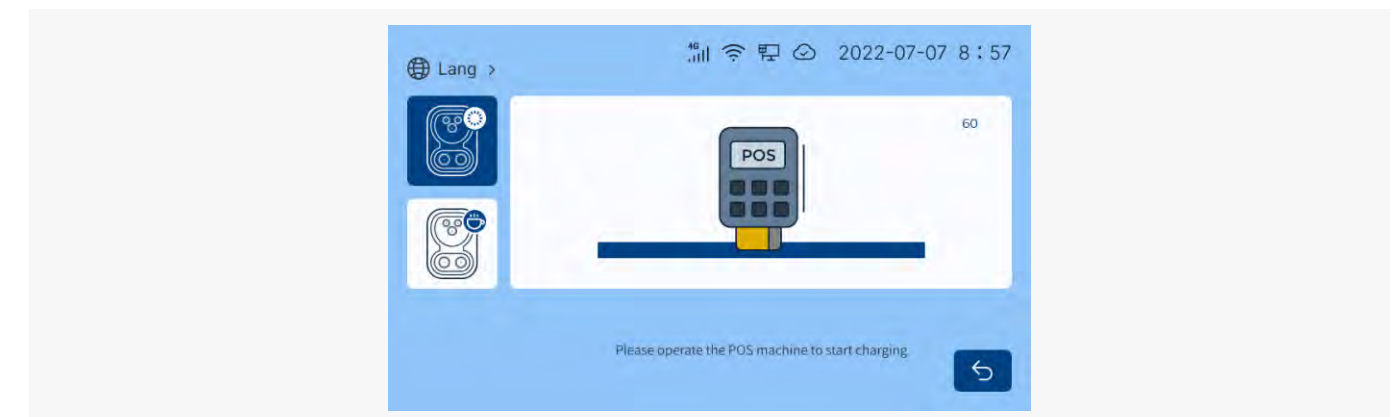 4G 2022-07-07 8:57
Lang >
60
POS
Please operate the POS machine to start charging.